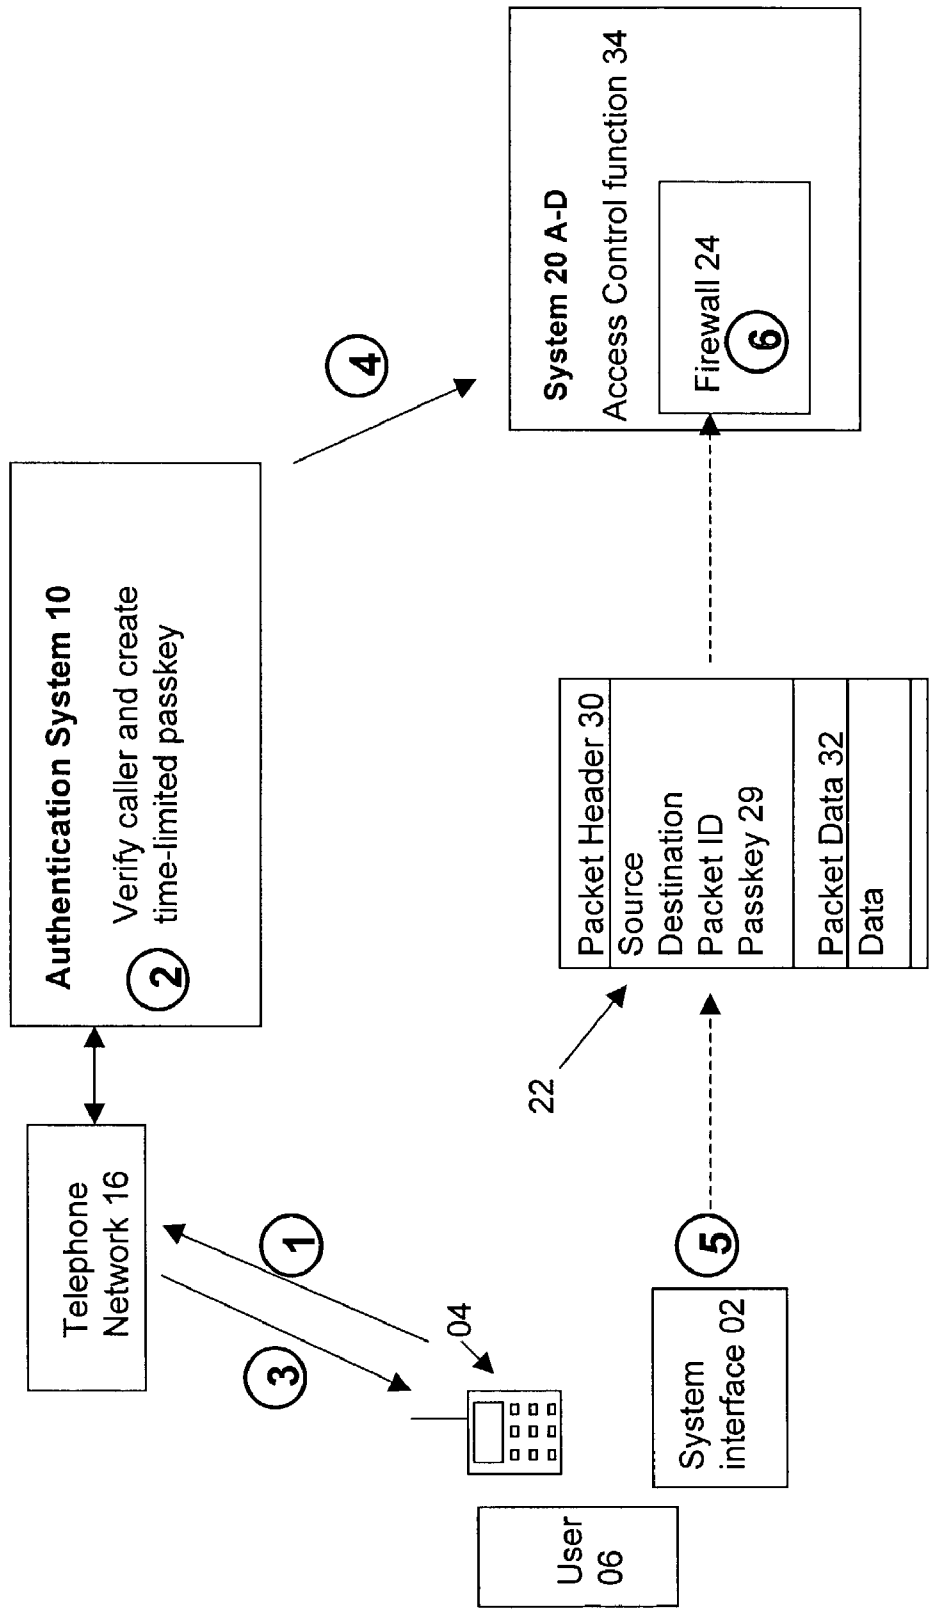 Telephone
Network 16
Authentication System 10
2
Verify caller and create
time-limited passkey
3
1
4
04
User
06
System
interface 02
5
22
Packet Header 30
Source
Destination
Packet ID
Passkey 29
Packet Data 32
Data
System 20 A-D
Access Control function 34
Firewall 24
6